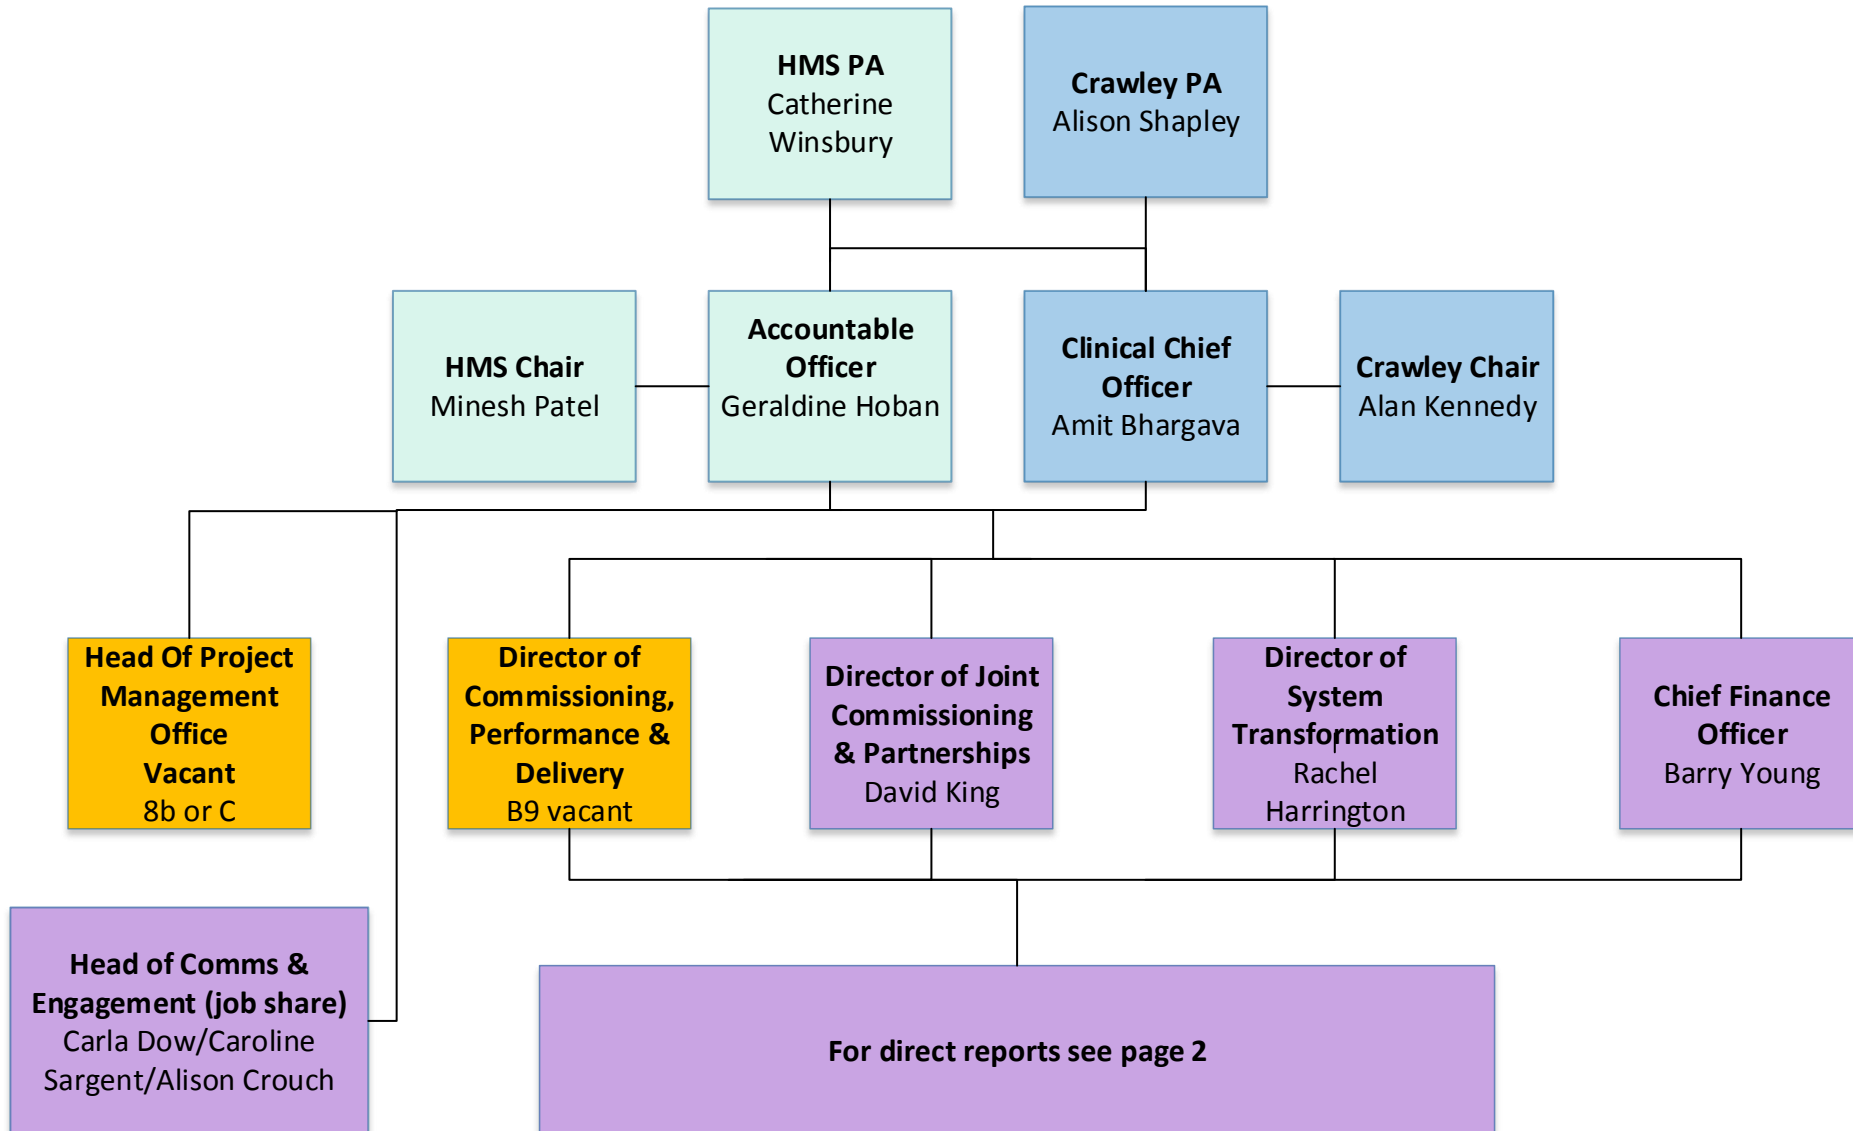 HMS PA
Catherine
Winsbury
Crawley PA
Alison Shapley
HMS Chair
Minesh Patel
Accountable
Officer
Geraldine Hoban
Clinical Chief
Officer
Amit Bhargava
Crawley Chair
Alan Kennedy
Head Of Project
Management
Office
Vacant
8b or C
Director of
Commissioning,
Performance &
Delivery
B9 vacant
Director of Joint
Commissioning
& Partnerships
David King
Director of
System
Transformation
Rachel
Harrington
Chief Finance
Officer
Barry Young
Head of Comms &
Engagement (job share)
Carla Dow/Caroline
Sargent/Alison Crouch
For direct reports see page 2